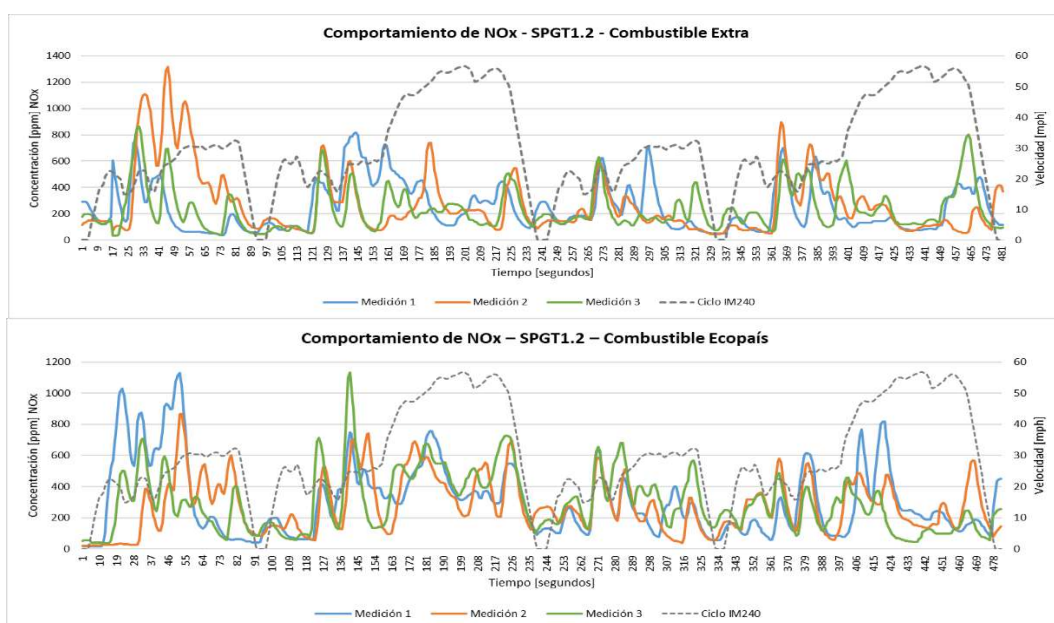 Comportamiento de NOx - SPGT1.2 - Combustible Extra
Concentración [ppm] NOx
1400
1200
1000
800
600
400
200
0
60
50
40
30
20
10
0
Velocidad [mph]
1 9 17 25 33 41 49 57 65 73 81 89 97 105 113 121 129 137 145 153 161 169 177 185 193 201 209 217 225 233 241 249 257 265 273 281 289 297 305 313 321 329 337 345 353 361 369 377 385 393 401 409 417 425 433 441 449 457 465 473 481
Tiempo [segundos]
Medición 1 Medición 2 Medición 3 Ciclo IM240
Comportamiento de NOx – SPGT1.2 – Combustible Ecopaís
Concentración [ppm] NOx
1200
1000
800
600
400
200
0
60
50
40
30
20
10
0
Velocidad [mph]
1 10 19 28 37 46 55 64 73 82 91 100 109 118 127 136 145 154 163 172 181 190 199 208 217 226 235 244 253 262 271 280 289 298 307 316 325 334 343 352 361 370 379 388 397 406 415 424 433 442 451 460 469 478
Tiempo [segundos]
Medición 1 Medición 2 Medición 3 Ciclo IM240